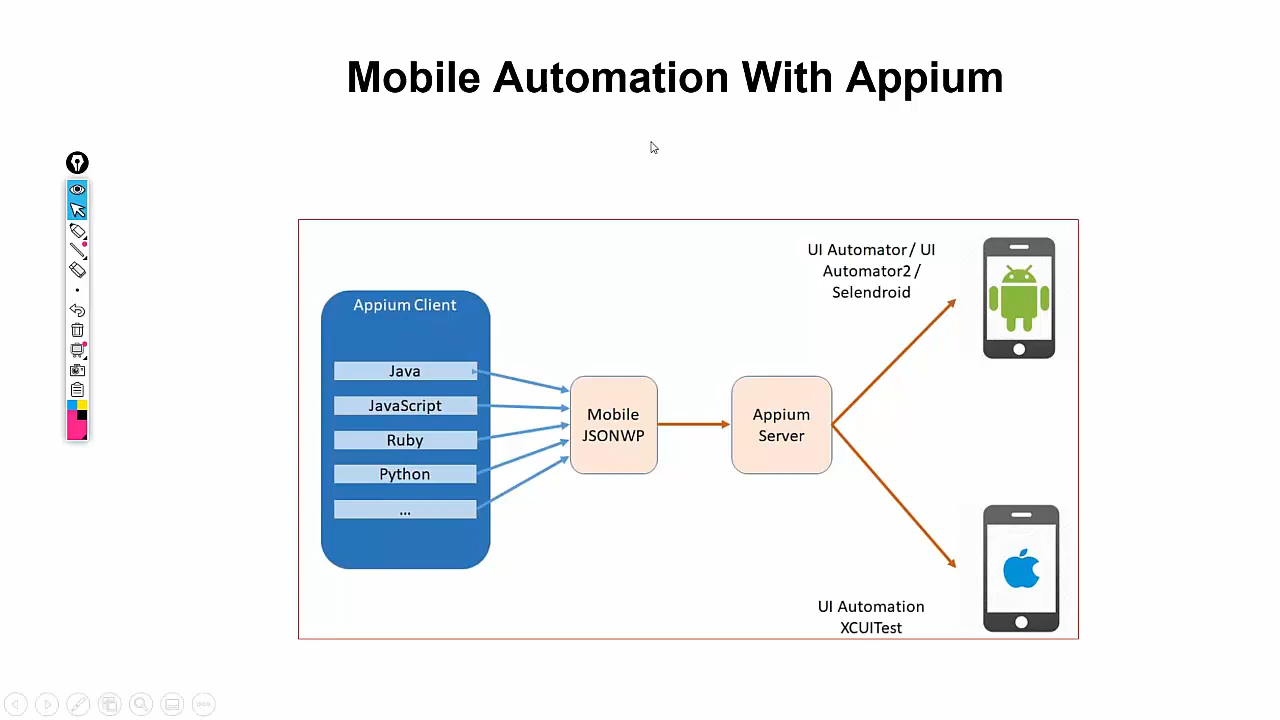 Mobile Automation With Appium
UI Automator / UI
Automator2 /
Selendroid
Appium Client
Java
JavaScript
Ruby
Python
...
Mobile
JSONWP
Appium
Server
UI Automation
XCUITest